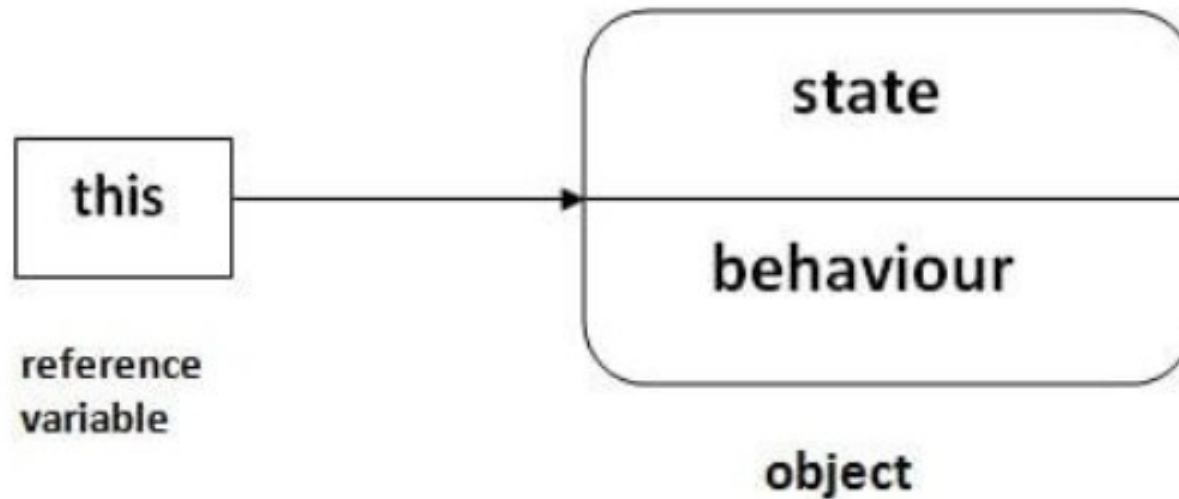 state
this
behaviour
reference
variable
object